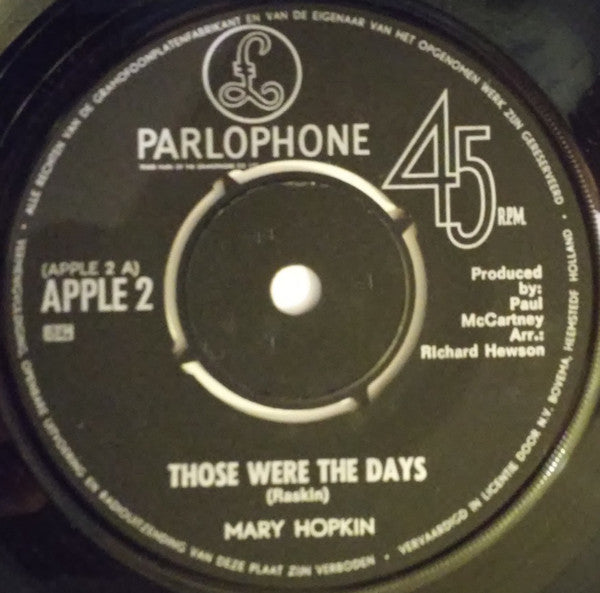 ALLE RECHTEN VAN DE GRAMOFOONPLATENFABRIKANT EN VAN DE EIGENAAR VAN HET OPGENOMEN WERK ZIJN GERESERVEERD
£
PARLOPHONE
45
R.P.M.
(APPLE 2 A)
APPLE 2
Produced
by:
Paul
McCartney
Arr.:
Richard Hewson
THOSE WERE THE DAYS
(Raskin)
MARY HOPKIN
UITVOERING EN RADIOUITZENDING VAN DEZE PLAAT ZIJN VERBODEN
VERVAARDIGD IN LICENTIE DOOR N.V. BOVEMA, HEEMSTEDE HOLLAND